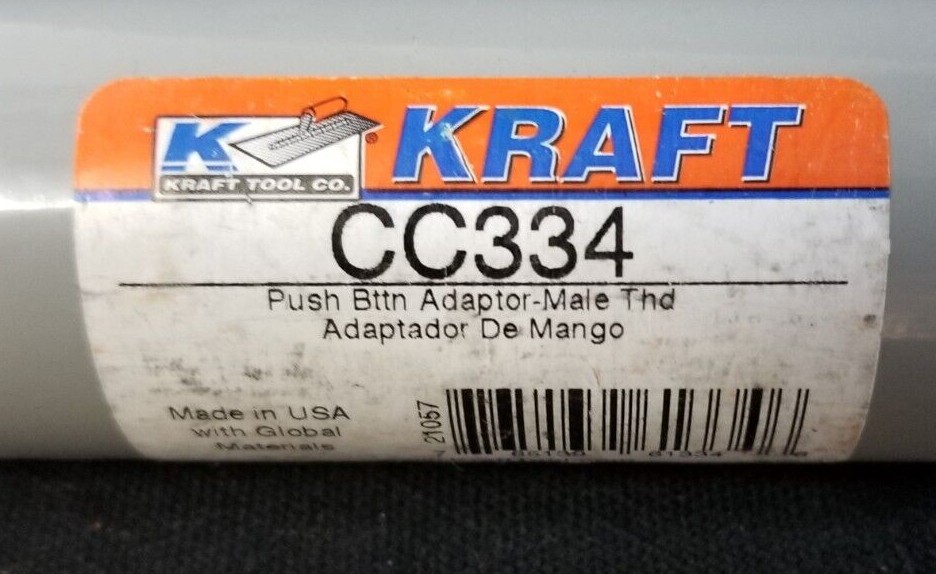 K
KRAFT TOOL CO.®
KRAFT
CC334
Push Bttn Adaptor-Male Thd
Adaptador De Mango
Made in USA
with Global
Materials
21057